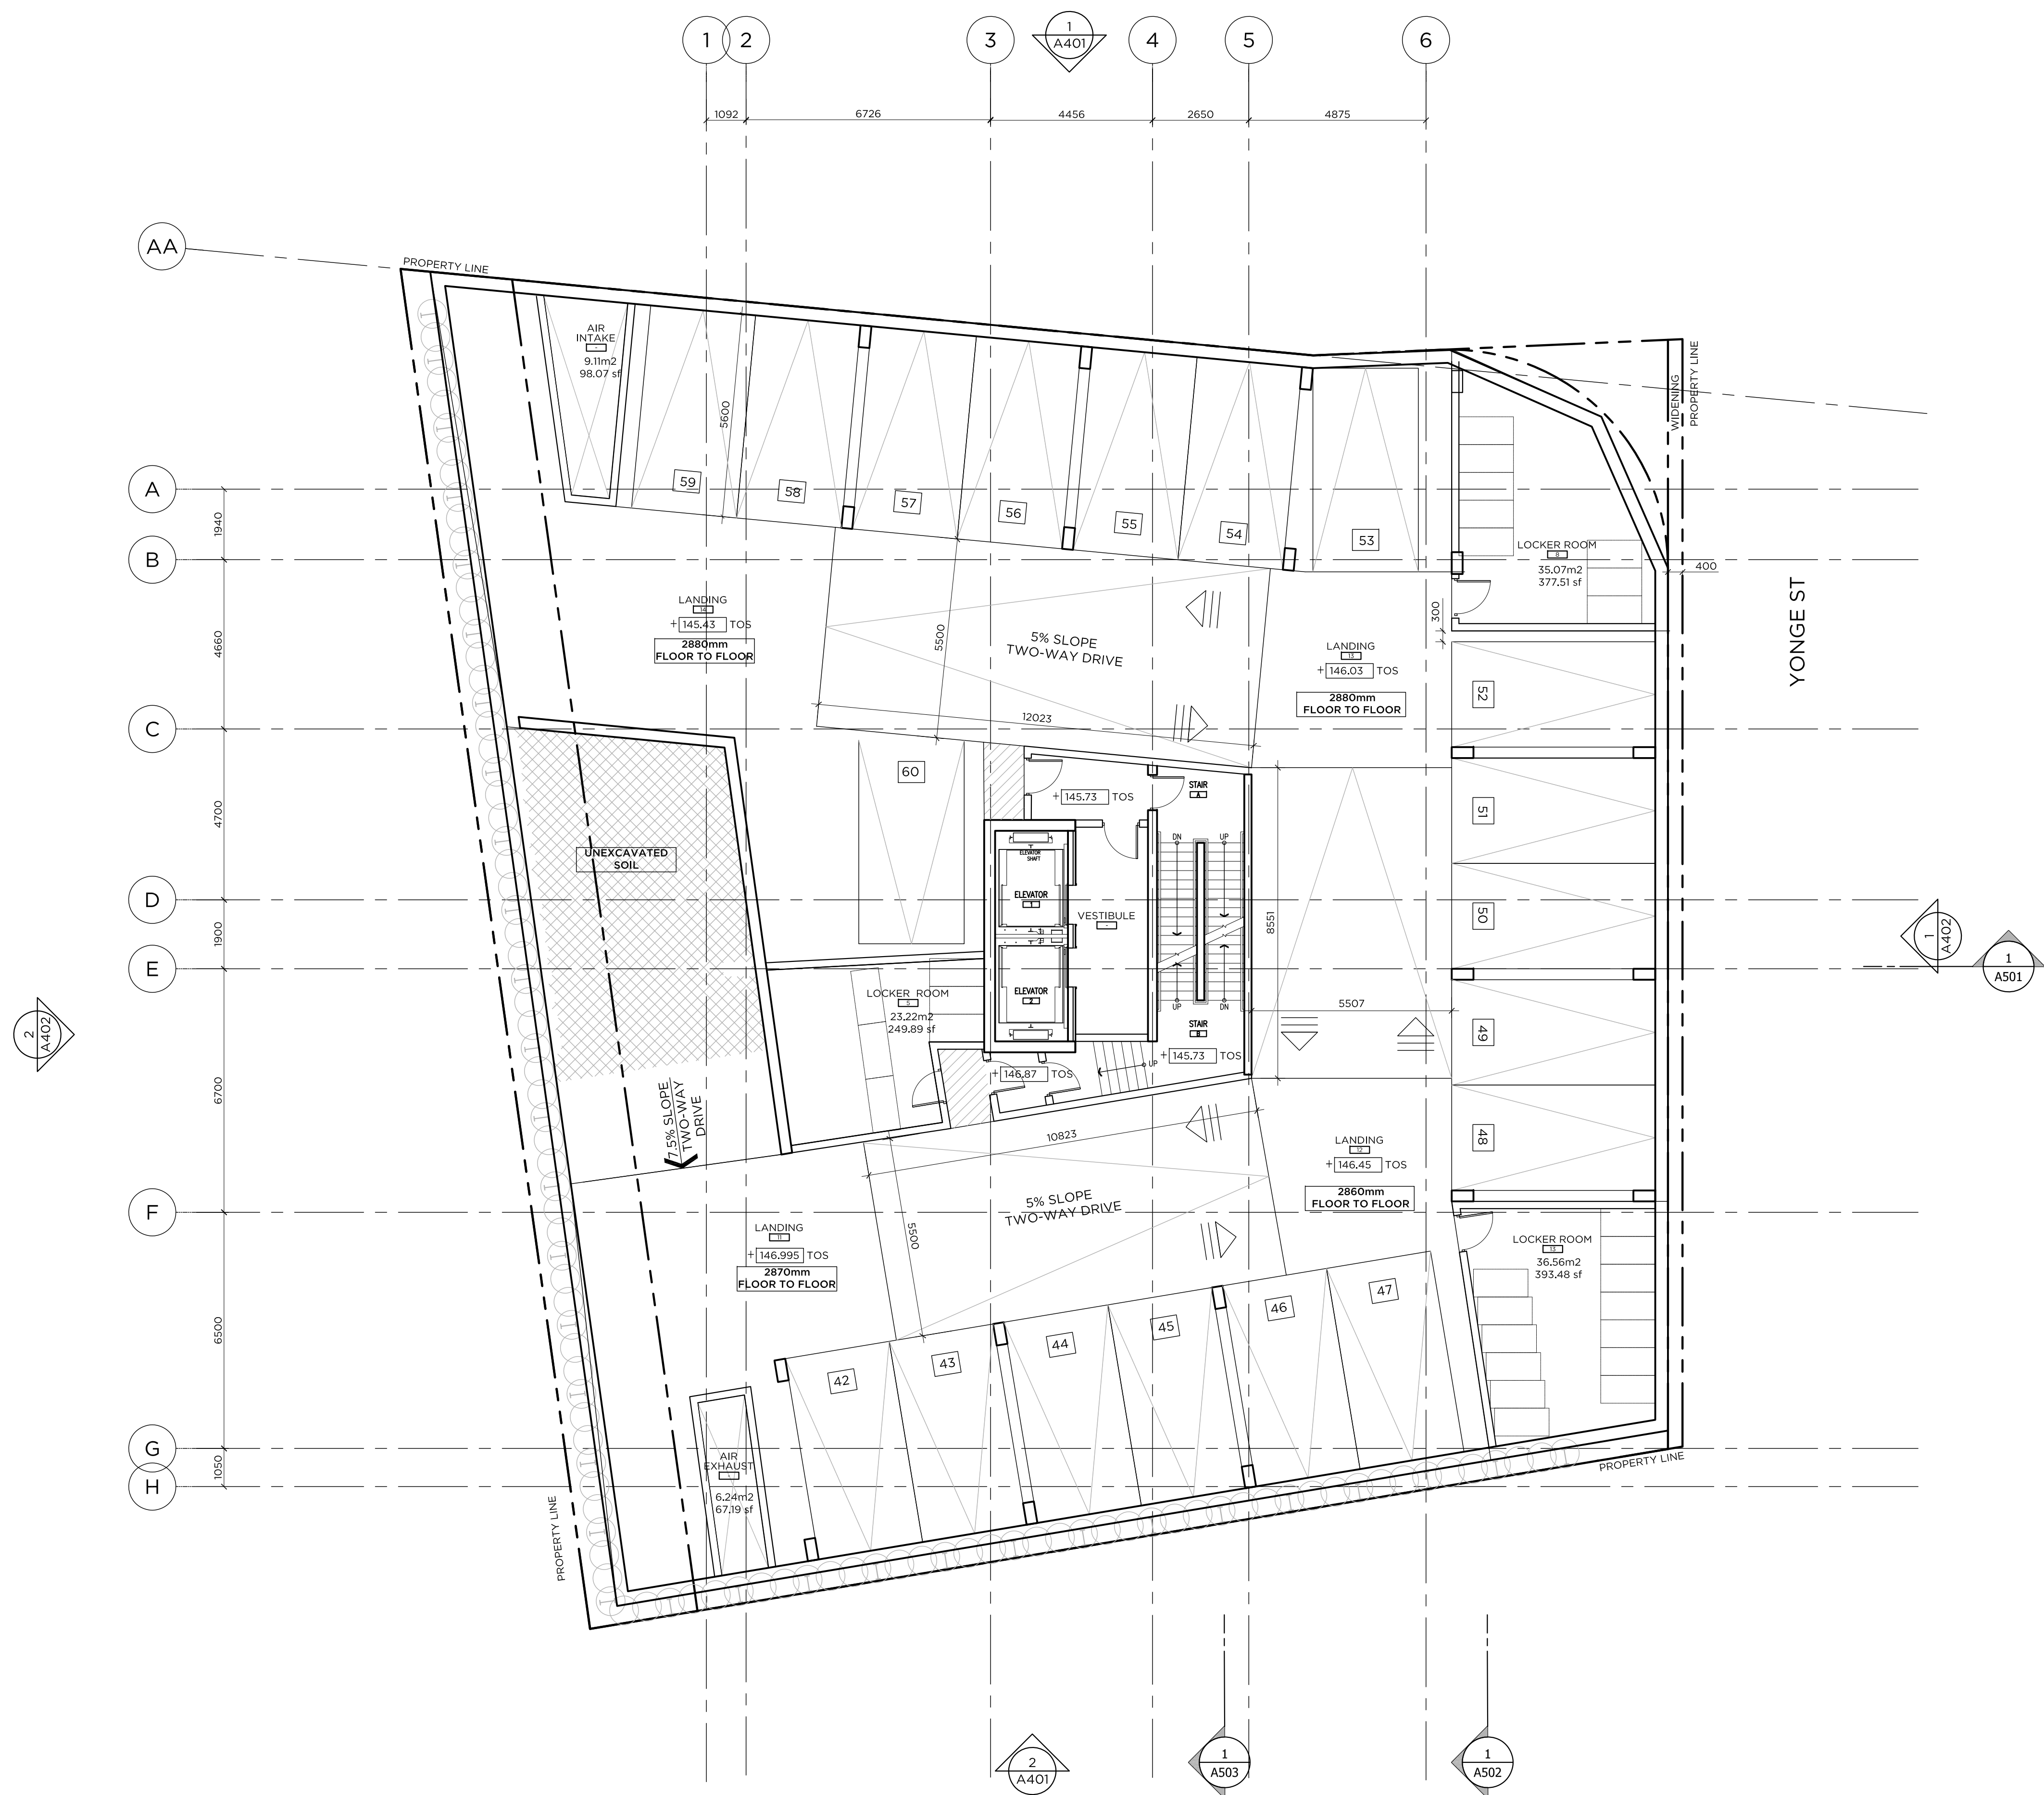 1
2
3
4
5
6
1
A401
1092
6726
4456
2650
4875
AA
A
B
C
D
E
F
G
H
1940
4660
4700
1900
6700
6500
1050
PROPERTY LINE
WIDENING
PROPERTY LINE
AIR
INTAKE
-
9.11m2
98.07 sf
5600
59
58
57
56
55
54
53
LOCKER ROOM
8
35.07m2
377.51 sf
400
300
YONGE ST
LANDING
14
+ 145.43 TOS
2880mm
FLOOR TO FLOOR
5500
5% SLOPE
TWO-WAY DRIVE
12023
LANDING
13
+ 146.03 TOS
2880mm
FLOOR TO FLOOR
52
51
50
49
48
60
+ 145.73 TOS
STAIR
A
DN
UP
UNEXCAVATED
SOIL
ELEVATOR
SHAFT
ELEVATOR
1
VESTIBULE
-
8551
ELEVATOR
2
LOCKER ROOM
5
23.22m2
249.89 sf
UP
DN
STAIR
B
+ 145.73 TOS
UP
+ 146.87 TOS
5507
1
A402
1
A501
2
A402
7.5% SLOPE
TWO-WAY
DRIVE
10823
LANDING
12
+ 146.45 TOS
2860mm
FLOOR TO FLOOR
5% SLOPE
TWO-WAY DRIVE
5500
LANDING
11
+ 146.995 TOS
2870mm
FLOOR TO FLOOR
LOCKER ROOM
13
36.56m2
393.48 sf
42
43
44
45
46
47
AIR
EXHAUST
6.24m2
67.19 sf
PROPERTY LINE
PROPERTY LINE
2
A401
1
A503
1
A502